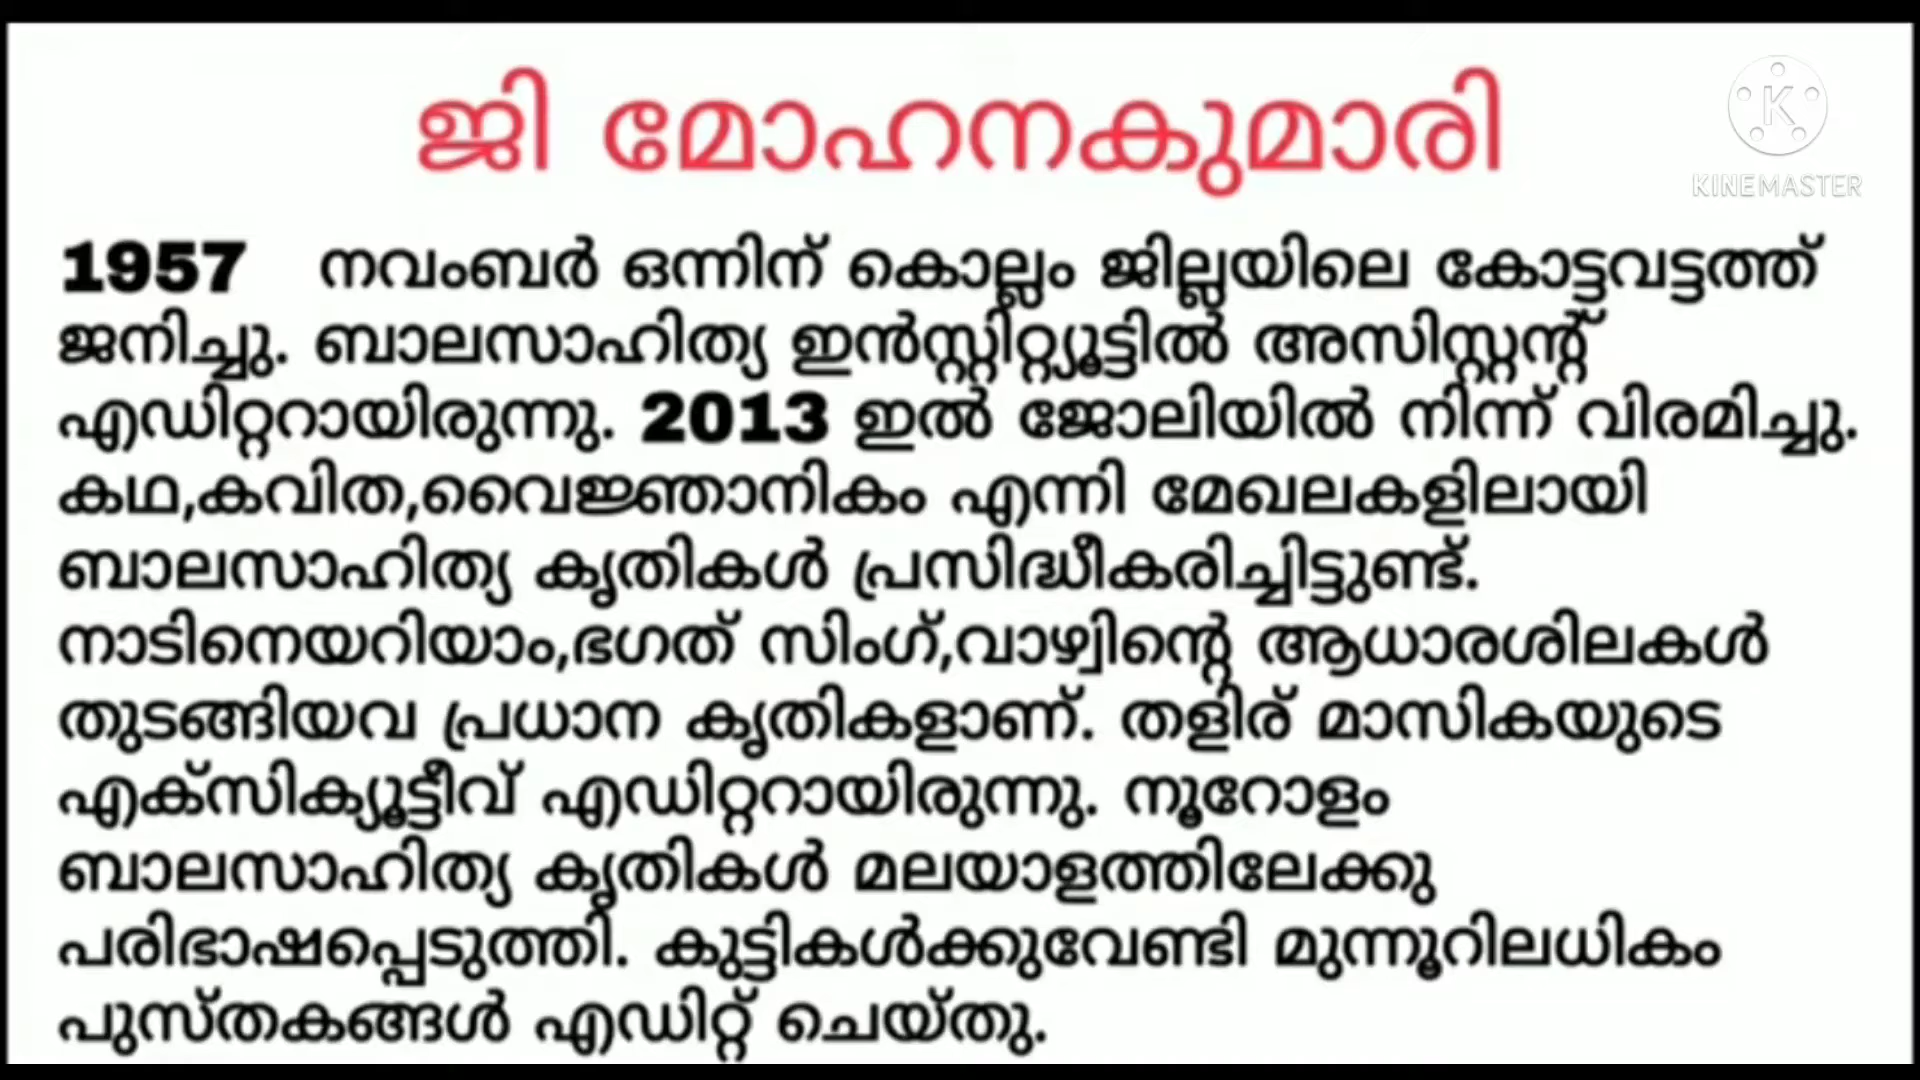 ജി മോഹനകുമാരി
KINEMASTER
1957 നവംബർ ഒന്നിന് കൊല്ലം ജില്ലയിലെ കോട്ടവട്ടത്ത്
ജനിച്ചു. ബാലസാഹിത്യ ഇൻസ്റ്റിറ്റ്യൂട്ടിൽ അസിസ്റ്റന്റ്
എഡിറ്ററായിരുന്നു. 2013 ഇൽ ജോലിയിൽ നിന്ന് വിരമിച്ചു.
കഥ,കവിത,വൈജ്ഞാനികം എന്നി മേഖലകളിലായി
ബാലസാഹിത്യ കൃതികൾ പ്രസിദ്ധീകരിച്ചിട്ടുണ്ട്.
നാടിനെയറിയാം,ഭഗത് സിംഗ്,വാഴ്വിന്റെ ആധാരശിലകൾ
തുടങ്ങിയവ പ്രധാന കൃതികളാണ്. തളിര് മാസികയുടെ
എക്സിക്യൂട്ടീവ് എഡിറ്ററായിരുന്നു. നൂറോളം
ബാലസാഹിത്യ കൃതികൾ മലയാളത്തിലേക്കു
പരിഭാഷപ്പെടുത്തി. കുട്ടികൾക്കുവേണ്ടി മുന്നൂറിലധികം
പുസ്തകങ്ങൾ എഡിറ്റ് ചെയ്തു.